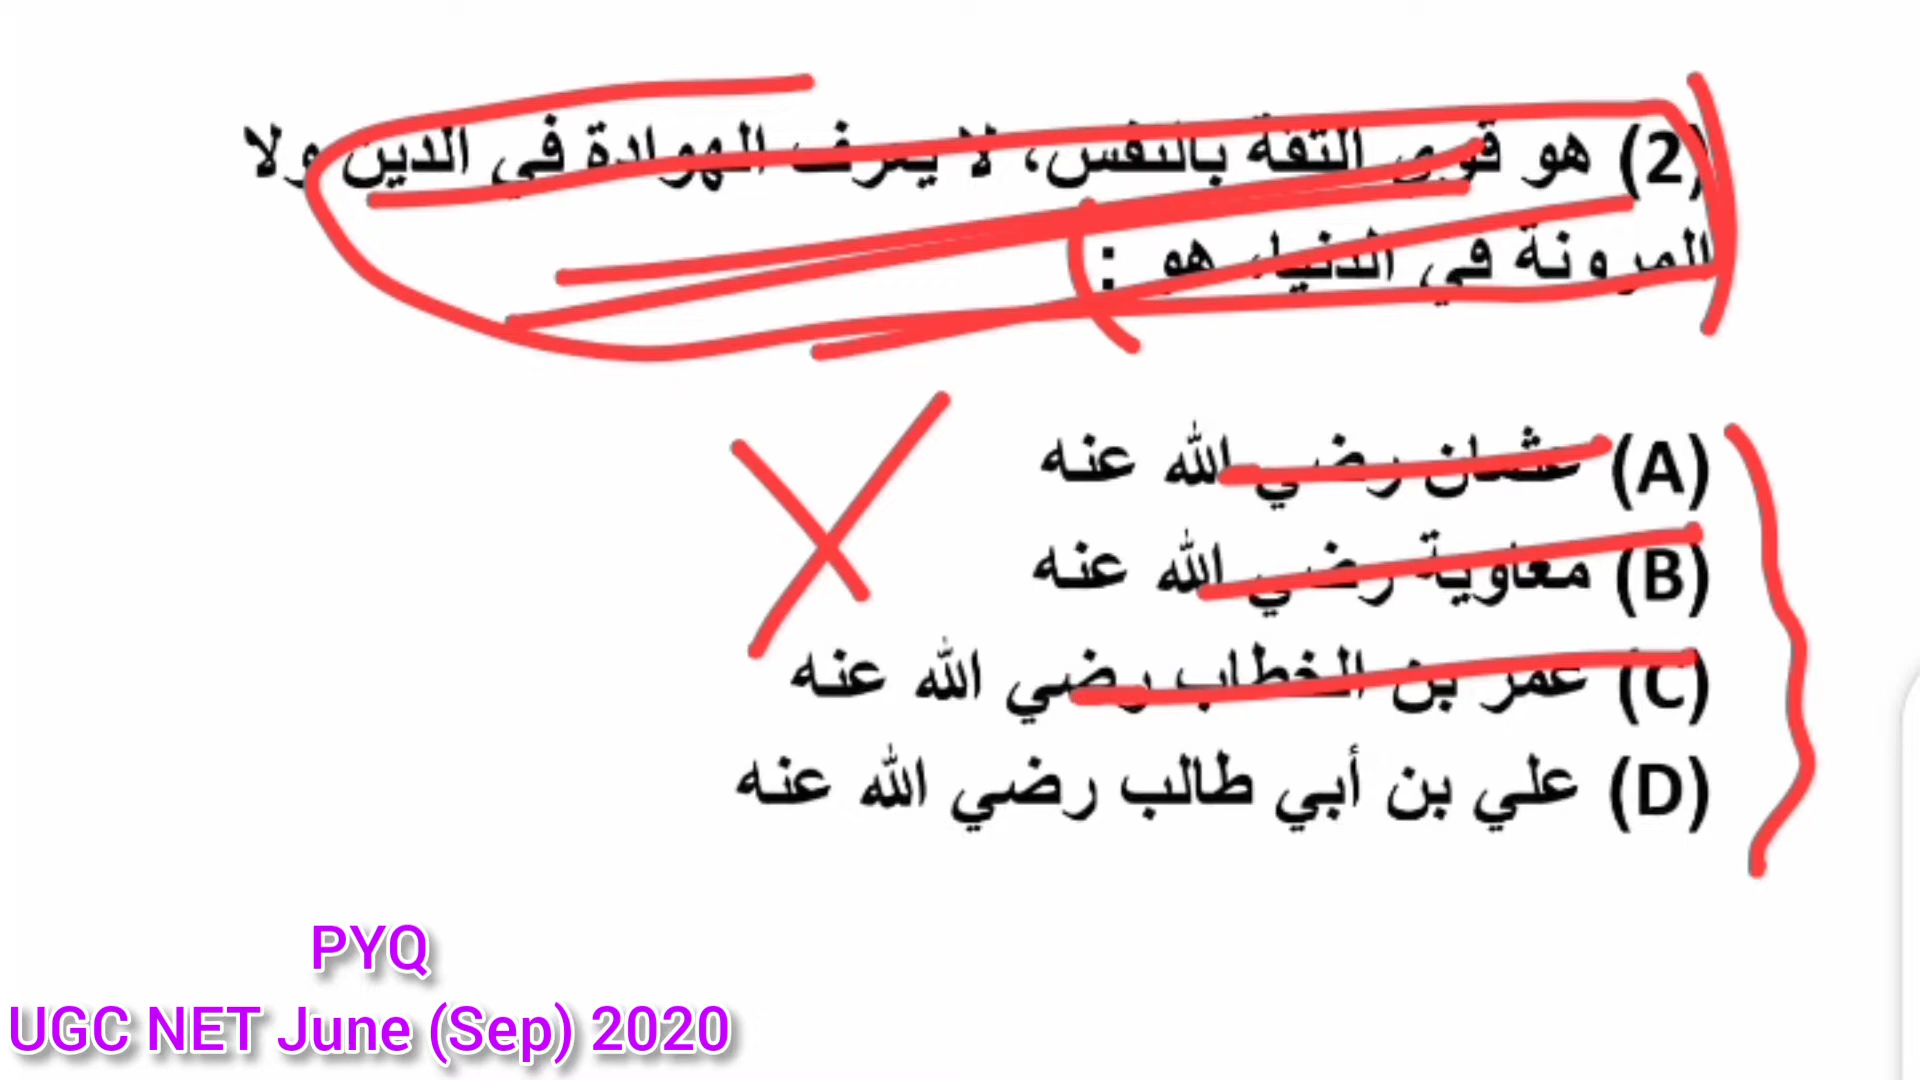 (2) هو قوي الثقة بالنفس، لا يعرف الهوادة في الدين ولا
المرونة في الدنيا، هو :
(A) عثمان رضي الله عنه
(B) معاوية رضي الله عنه
(C) عمر بن الخطاب رضي الله عنه
(D) علي بن أبي طالب رضي الله عنه
PYQ
UGC NET June (Sep) 2020